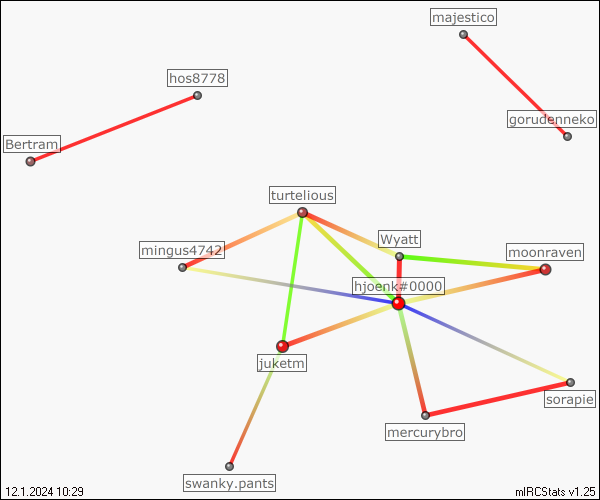 majestico
hos8778
gorudenneko
Bertram
turtelious
Wyatt
mingus4742
moonraven
hjoenk#0000
juketm
sorapie
mercurybro
swanky.pants
12.1.2024 10:29
mIRCStats v1.25